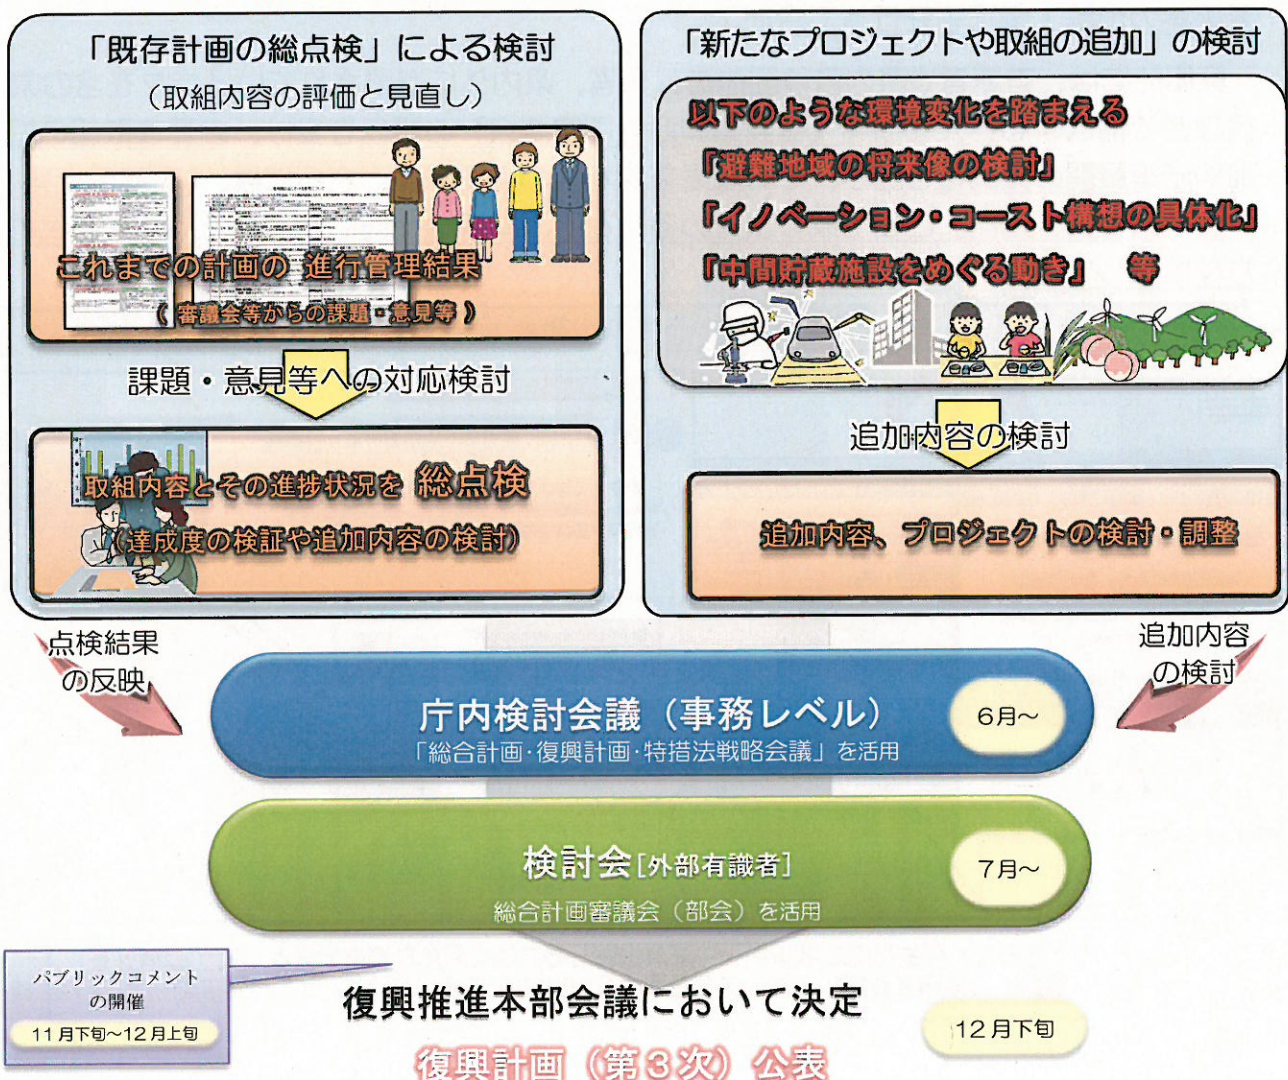 「既存計画の総点検」による検討
（取組内容の評価と見直し）
これまでの計画の 進行管理結果
（ 審議会等からの課題・意見等 ）
課題・意見等への対応検討
取組内容とその進捗状況を 総点検
（達成度の検証や追加内容の検討）
点検結果
の反映
「新たなプロジェクトや取組の追加」の検討
以下のような環境変化を踏まえる
「避難地域の将来像の検討」
「イノベーション・コースト構想の具体化」
「中間貯蔵施設をめぐる動き」 等
追加内容の検討
追加内容、プロジェクトの検討・調整
追加内容
の検討
庁内検討会議（事務レベル）
6月～
「総合計画・復興計画・特措法戦略会議」を活用
検討会[外部有識者]
7月～
総合計画審議会（部会）を活用
パブリックコメント
の開催
11月下旬～12月上旬
復興推進本部会議において決定
12月下旬
復興計画（第３次）公表